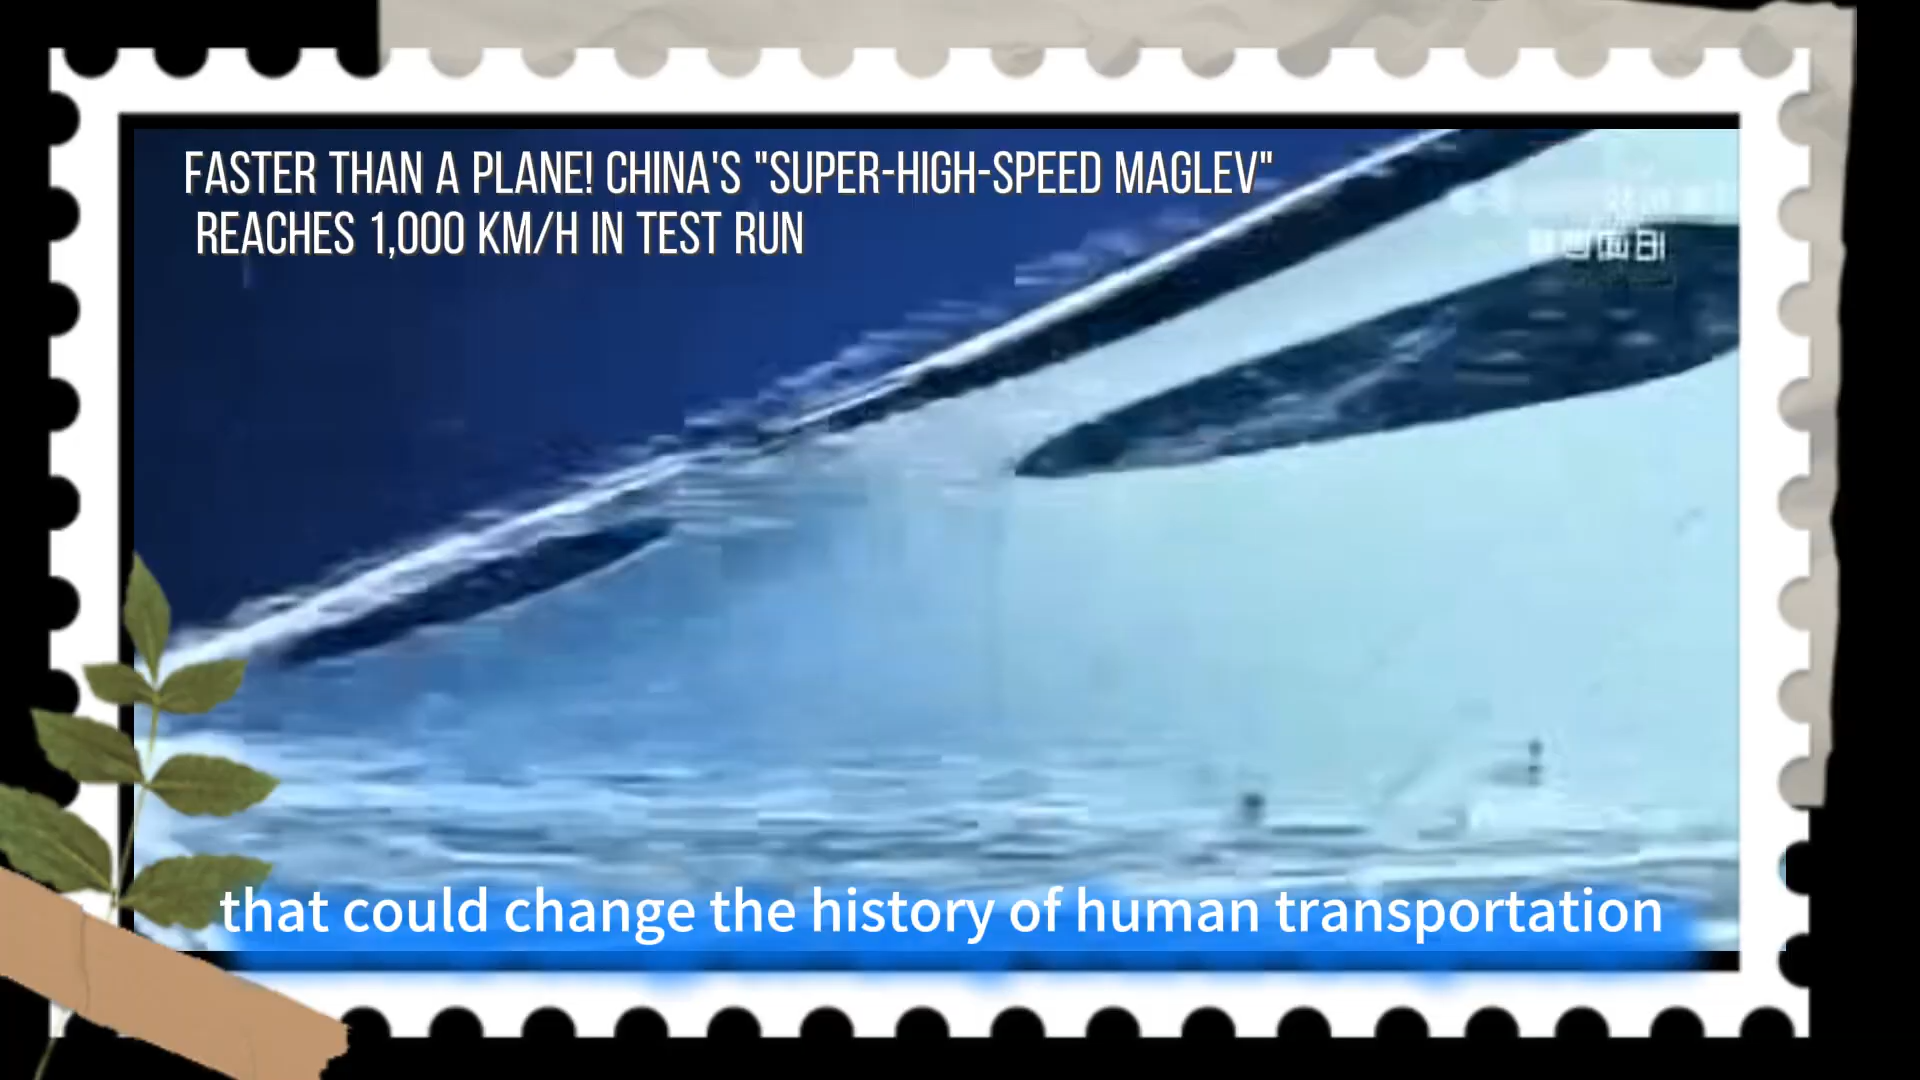 FASTER THAN A PLANE! CHINA'S "SUPER-HIGH-SPEED MAGLEV"
REACHES 1,000 KM/H IN TEST RUN
that could change the history of human transportation